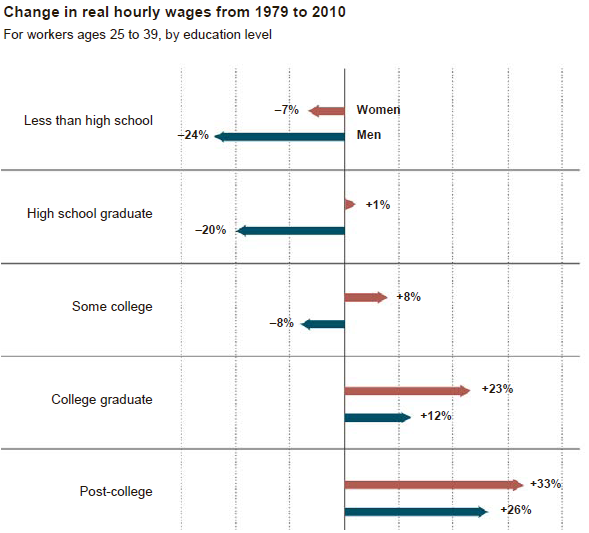 Change in real hourly wages from 1979 to 2010
For workers ages 25 to 39, by education level
Less than high school
–7%
Women
–24%
Men
High school graduate
+1%
–20%
Some college
+8%
–8%
College graduate
+23%
+12%
Post-college
+33%
+26%